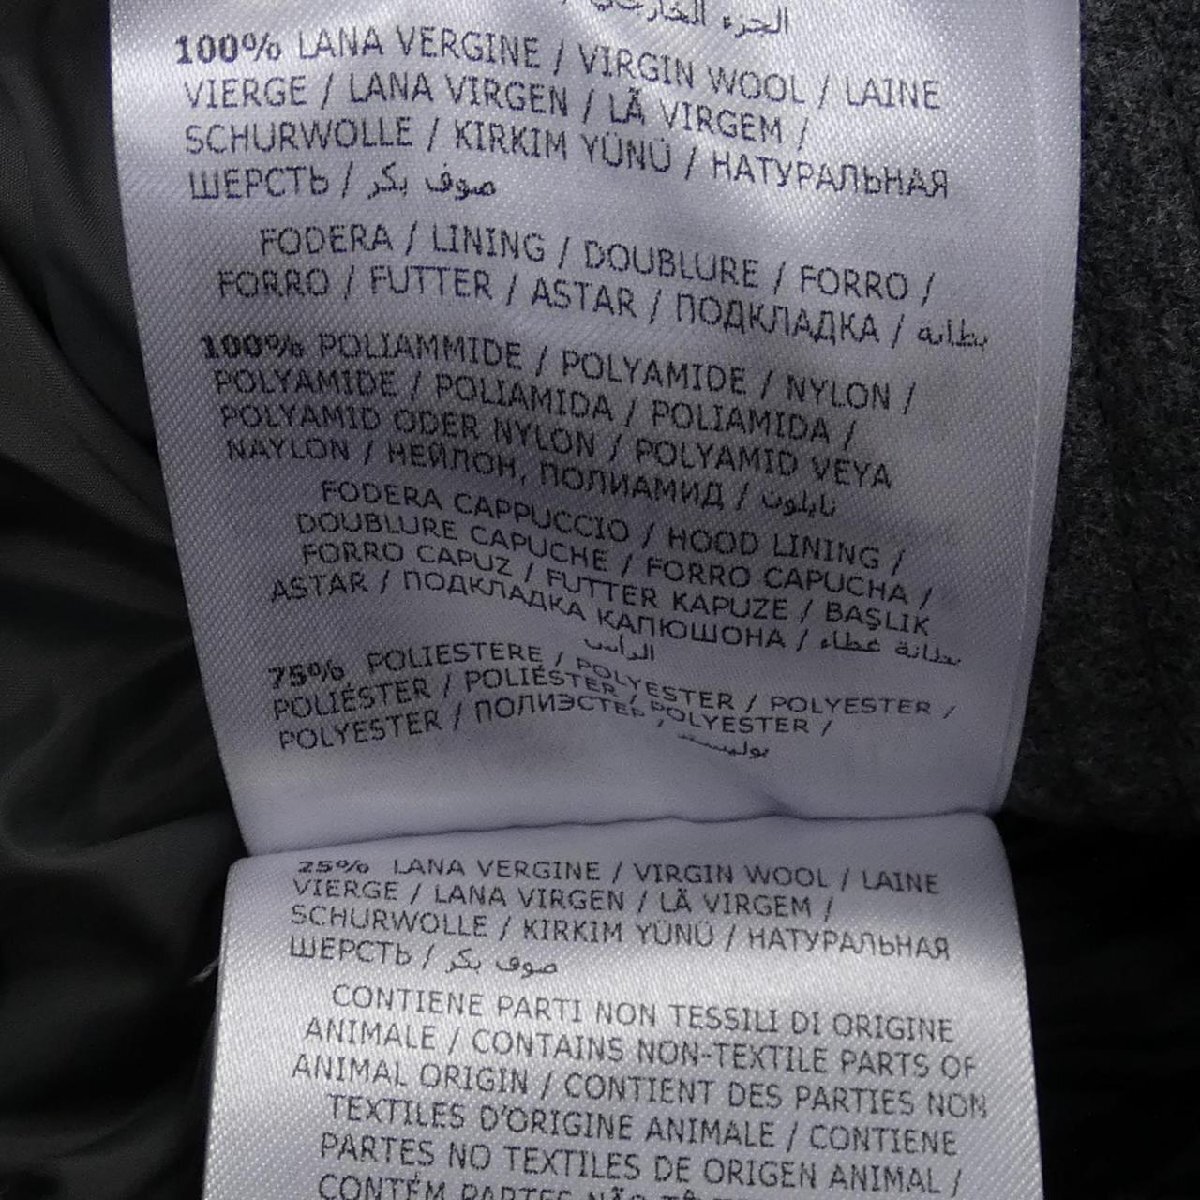 الجزء الخارجي /
100% LANA VERGINE / VIRGIN WOOL / LAINE
VIERGE / LANA VIRGEN / LÃ VIRGEM /
SCHURWOLLE / KIRKIM YÜNÜ / НАТУРАЛЬНАЯ
ШЕРСТЬ / صوف بكر
FODERA / LINING / DOUBLURE / FORRO /
FORRO / FUTTER / ASTAR / ПОДКЛАДКА / بطانة
100% POLIAMMIDE / POLYAMIDE / NYLON /
POLYAMIDE / POLIAMIDA / POLIAMIDA /
POLYAMID ODER NYLON / POLYAMID VEYA
NAYLON / НЕЙЛОН, ПОЛИАМИД / نايلون
FODERA CAPPUCCIO / HOOD LINING /
DOUBLURE CAPUCHE / FORRO CAPUCHA /
FORRO CAPUZ / FUTTER KAPUZE / BAŞLIK
ASTAR / ПОДКЛАДКА КАПЮШОНА / بطانة غطاء
الرأس
75% POLIESTERE / POLYESTER / POLYESTER /
POLIÉSTER / POLIÉSTER / POLYESTER /
POLYESTER / ПОЛИЭСТЕР /
بوليستر
25% LANA VERGINE / VIRGIN WOOL / LAINE
VIERGE / LANA VIRGEN / LÃ VIRGEM /
SCHURWOLLE / KIRKIM YÜNÜ / НАТУРАЛЬНАЯ
ШЕРСТЬ / صوف بكر
CONTIENE PARTI NON TESSILI DI ORIGINE
ANIMALE / CONTAINS NON-TEXTILE PARTS OF
ANIMAL ORIGIN / CONTIENT DES PARTIES NON
TEXTILES D'ORIGINE ANIMALE / CONTIENE
PARTES NO TEXTILES DE ORIGEN ANIMAL /
CONTÉM PARTES NÃO